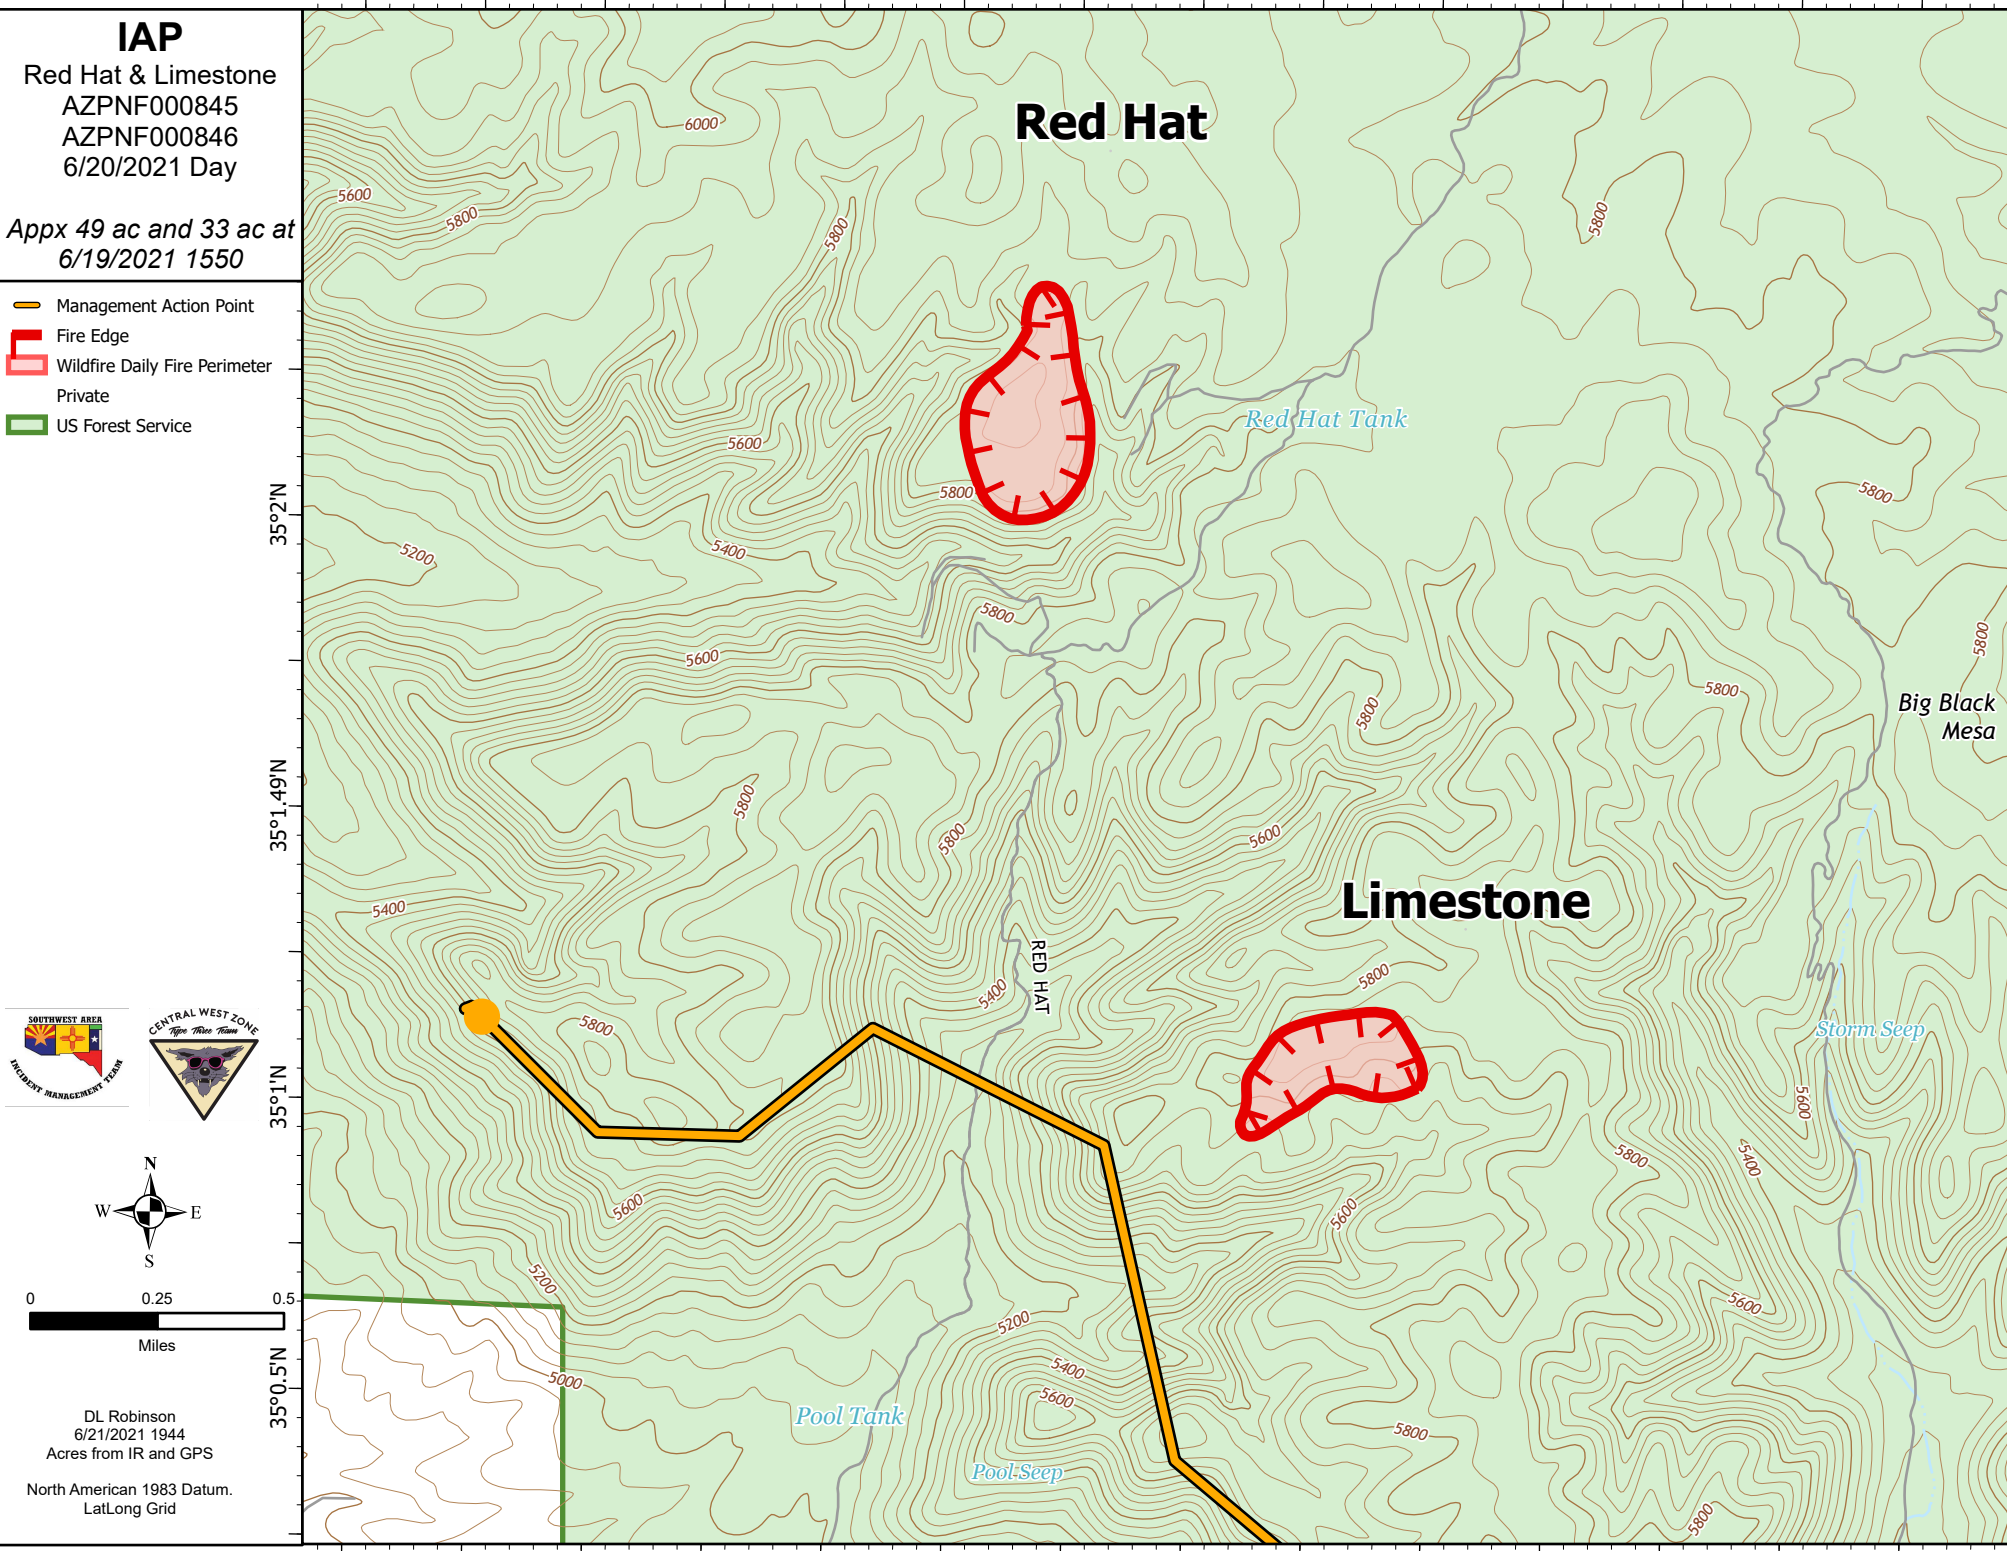 IAP
Red Hat & Limestone
AZPNF000845
AZPNF000846
6/20/2021 Day
Appx 49 ac and 33 ac at
6/19/2021 1550
Management Action Point
Fire Edge
Wildfire Daily Fire Perimeter
Private
US Forest Service
SOUTHWEST AREA
INCIDENT MANAGEMENT TEAM
CENTRAL WEST ZONE
Type Three Team
N
W
E
S
0
0.25
0.5
Miles
DL Robinson
6/21/2021 1944
Acres from IR and GPS
North American 1983 Datum.
LatLong Grid
35°2'N
35°1.49'N
35°1'N
35°0.5'N
Red Hat
6000
5600
5800
5800
5800
Red Hat Tank
5600
5800
5800
5200
5400
5800
5600
5800
5800
5800
Big Black
Mesa
5800
5800
5600
Limestone
5400
RED HAT
5400
5800
5800
Storm Seep
5600
5800
5400
5600
5600
5200
5200
5600
5400
5600
5000
Pool Tank
5800
Pool Seep
5800